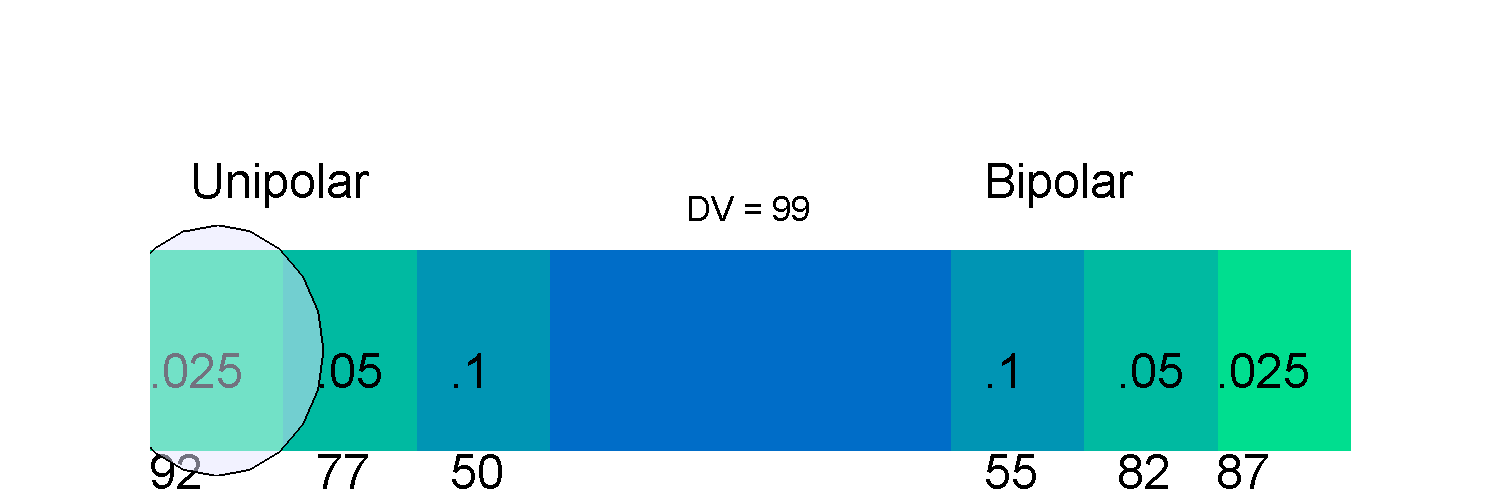 Unipolar Bipolar
DV = 99
.025 .05 .1 .1 .05 .025
92 77 50 55 82 87